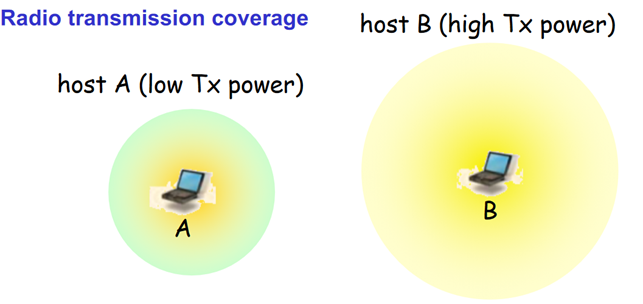 Radio transmission coverage
host B (high Tx power)
host A (low Tx power)
A
B